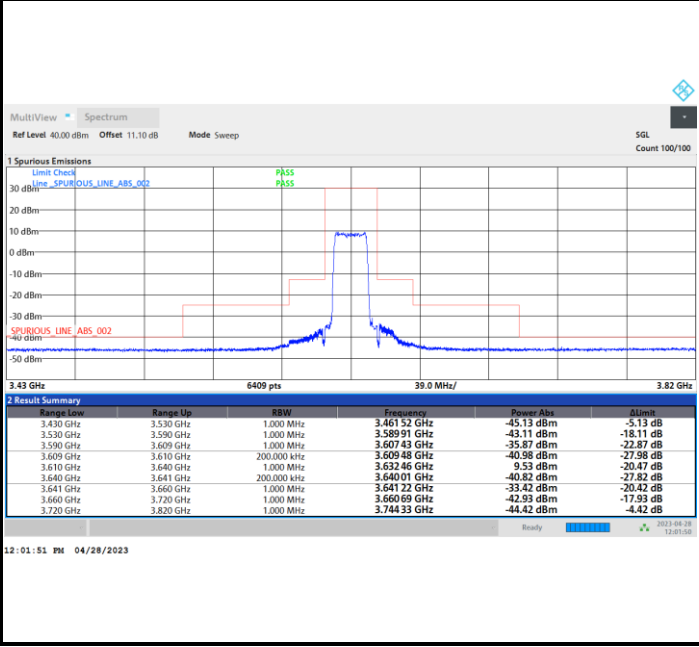 MultiView Spectrum
Ref Level 40.00 dBm Offset 11.10 dB Mode Sweep SGL
Count 100/100
1 Spurious Emissions
Limit Check PASS
Line _SPURIOUS_LINE_ABS_002 PASS
30 dBm
20 dBm
10 dBm
0 dBm
-10 dBm
-20 dBm
-30 dBm
_SPURIOUS_LINE_ABS_002
-40 dBm
-50 dBm
3.43 GHz 6409 pts 39.0 MHz/ 3.82 GHz
2 Result Summary
Range Low Range Up RBW Frequency Power Abs ΔLimit
3.430 GHz 3.530 GHz 1.000 MHz 3.461 52 GHz -45.13 dBm -5.13 dB
3.530 GHz 3.590 GHz 1.000 MHz 3.589 91 GHz -43.11 dBm -18.11 dB
3.590 GHz 3.609 GHz 1.000 MHz 3.607 43 GHz -35.87 dBm -22.87 dB
3.609 GHz 3.610 GHz 200.000 kHz 3.609 48 GHz -40.98 dBm -27.98 dB
3.610 GHz 3.640 GHz 1.000 MHz 3.632 46 GHz 9.53 dBm -20.47 dB
3.640 GHz 3.641 GHz 200.000 kHz 3.640 01 GHz -40.82 dBm -27.82 dB
3.641 GHz 3.660 GHz 1.000 MHz 3.641 22 GHz -33.42 dBm -20.42 dB
3.660 GHz 3.720 GHz 1.000 MHz 3.660 69 GHz -42.93 dBm -17.93 dB
3.720 GHz 3.820 GHz 1.000 MHz 3.744 33 GHz -44.42 dBm -4.42 dB
Ready 2023-04-28
12:01:50
12:01:51 PM 04/28/2023